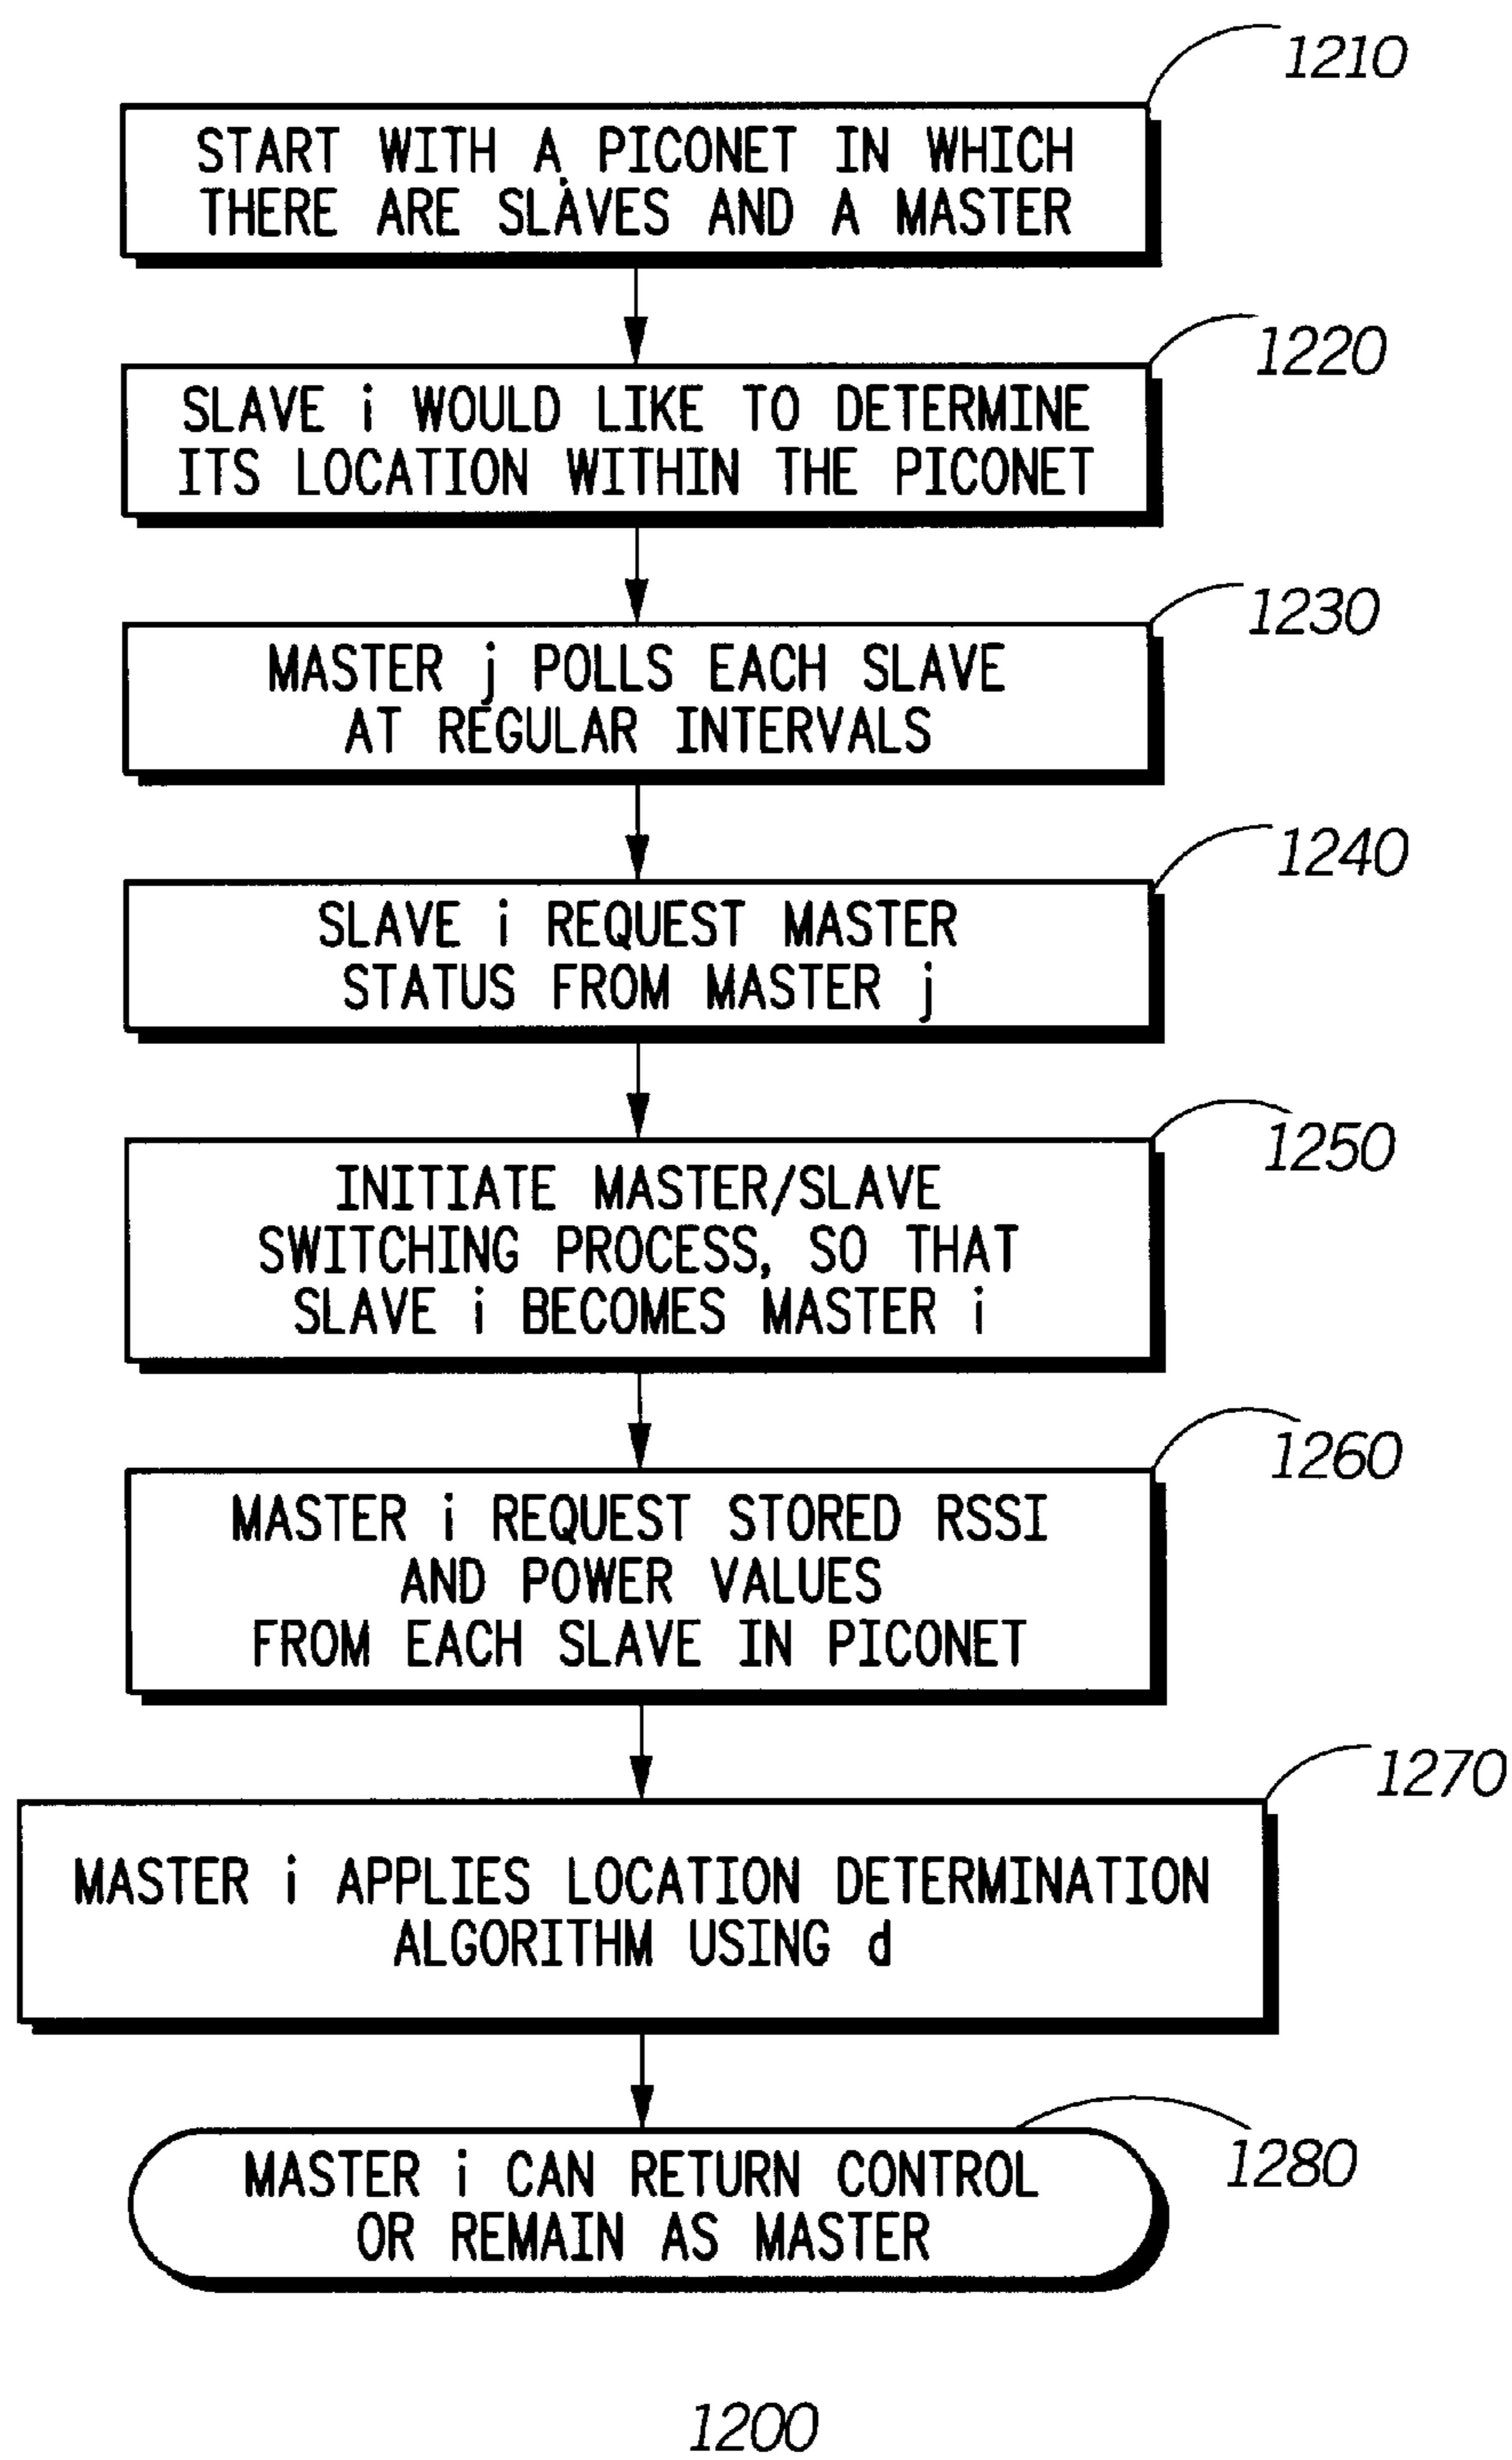 1210
START WITH A PICONET IN WHICH
THERE ARE SLAVES AND A MASTER
1220
SLAVE i WOULD LIKE TO DETERMINE
ITS LOCATION WITHIN THE PICONET
1230
MASTER j POLLS EACH SLAVE
AT REGULAR INTERVALS
1240
SLAVE i REQUEST MASTER
STATUS FROM MASTER j
1250
INITIATE MASTER/SLAVE
SWITCHING PROCESS, SO THAT
SLAVE i BECOMES MASTER i
1260
MASTER i REQUEST STORED RSSI
AND POWER VALUES
FROM EACH SLAVE IN PICONET
1270
MASTER i APPLIES LOCATION DETERMINATION
ALGORITHM USING d
1280
MASTER i CAN RETURN CONTROL
OR REMAIN AS MASTER
1200